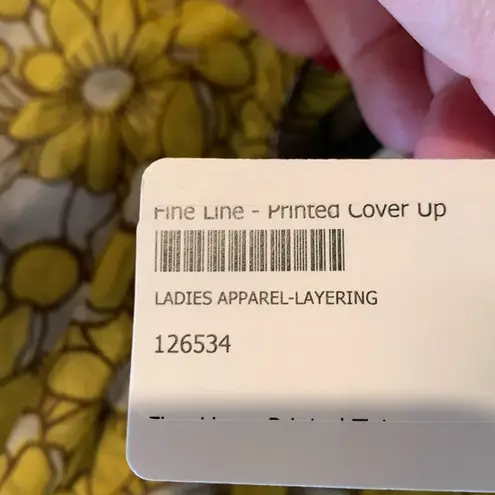 Fine Line - Printed Cover Up
LADIES APPAREL-LAYERING
126534